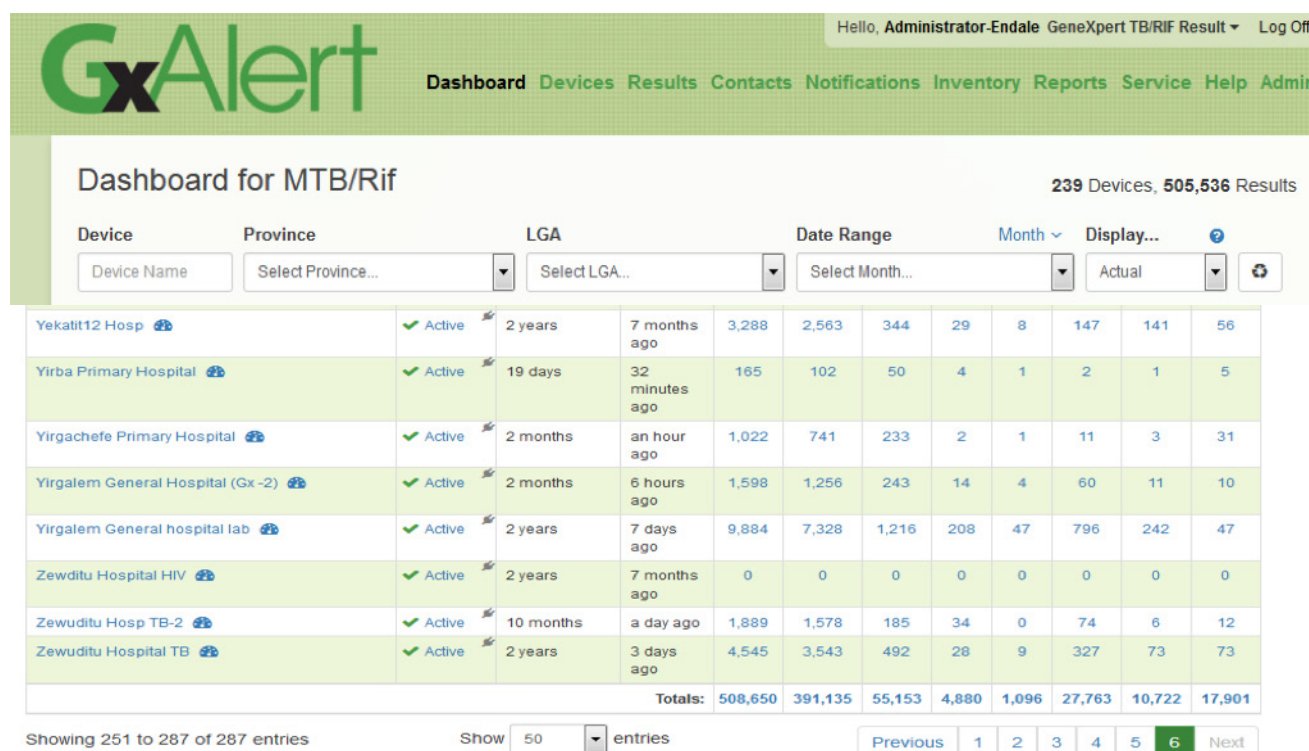 Hello, Administrator-Endale GeneXpert TB/RIF Result Log Off
GxAlert
Dashboard Devices Results Contacts Notifications Inventory Reports Service Help Admin
Dashboard for MTB/Rif
239 Devices, 505,536 Results
Device Province LGA Date Range Month Display... ?
Device Name Select Province... Select LGA... Select Month... Actual
Yekatit12 Hosp Active 2 years 7 months 3,288 2,563 344 29 8 147 141 56
ago
Yirba Primary Hospital Active 19 days 32 165 102 50 4 1 2 1 5
minutes
ago
Yirgachefe Primary Hospital Active 2 months an hour 1,022 741 233 2 1 11 3 31
ago
Yirgalem General Hospital (Gx -2) Active 2 months 6 hours 1,598 1,256 243 14 4 60 11 10
ago
Yirgalem General hospital lab Active 2 years 7 days 9,884 7,328 1,216 208 47 796 242 47
ago
Zewditu Hospital HIV Active 2 years 7 months 0 0 0 0 0 0 0 0
ago
Zewuditu Hosp TB-2 Active 10 months a day ago 1,889 1,578 185 34 0 74 6 12
Zewuditu Hospital TB Active 2 years 3 days 4,545 3,543 492 28 9 327 73 73
ago
Totals: 508,650 391,135 55,153 4,880 1,096 27,763 10,722 17,901
Showing 251 to 287 of 287 entries Show 50 entries Previous 1 2 3 4 5 6 Next